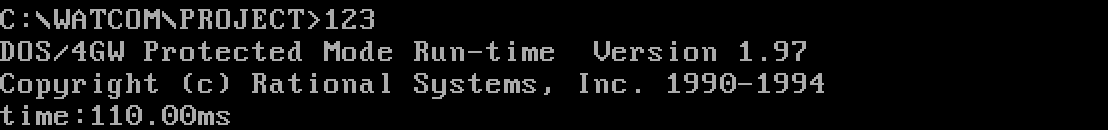 C:\WATCOM\PROJECT>123
DOS/4GW Protected Mode Run-time  Version 1.97
Copyright (c) Rational Systems, Inc. 1990-1994
time:110.00ms